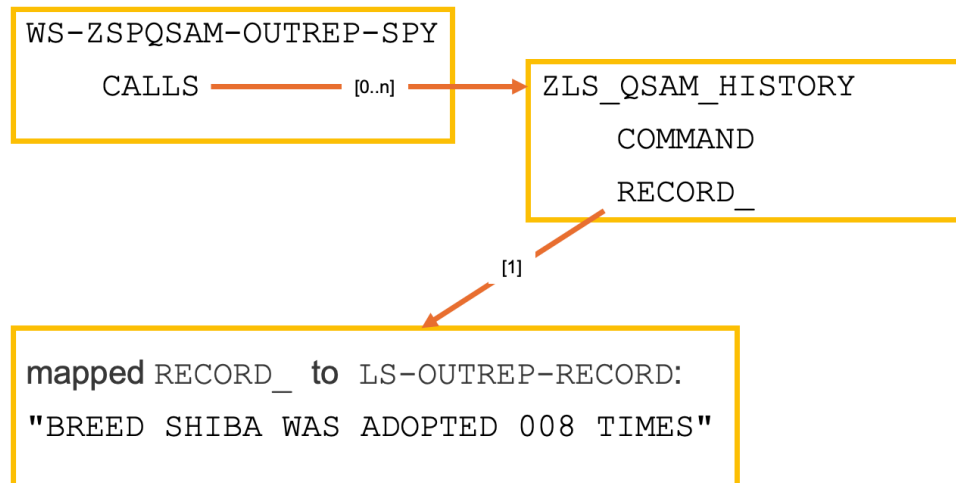 WS-ZSPQSAM-OUTREP-SPY
CALLS [0..n]
ZLS_QSAM_HISTORY
COMMAND
RECORD_
[1]
mapped RECORD_ to LS-OUTREP-RECORD:
"BREED SHIBA WAS ADOPTED 008 TIMES"